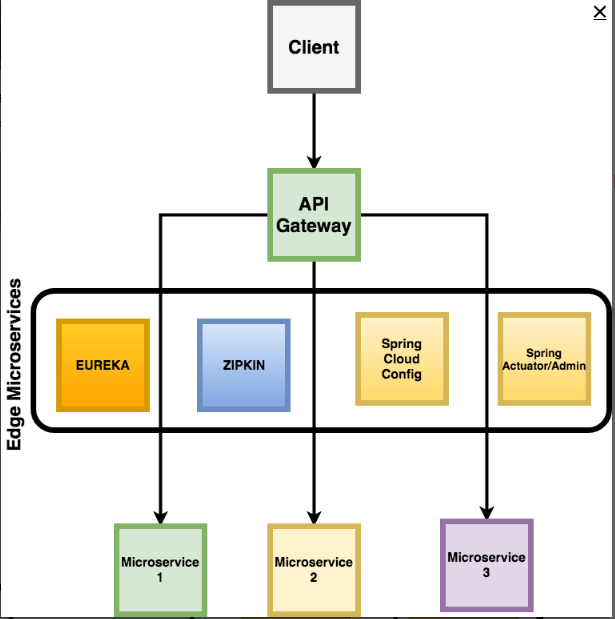 Client
API
Gateway
Edge Microservices
EUREKA
ZIPKIN
Spring
Cloud
Config
Spring
Actuator/Admin
Microservice
1
Microservice
2
Microservice
3